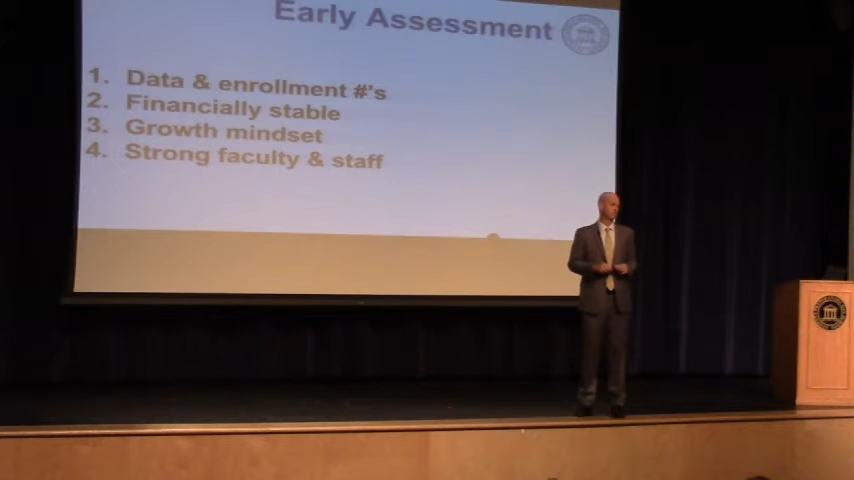 Early Assessment
1. Data & enrollment #'s
2. Financially stable
3. Growth mindset
4. Strong faculty & staff